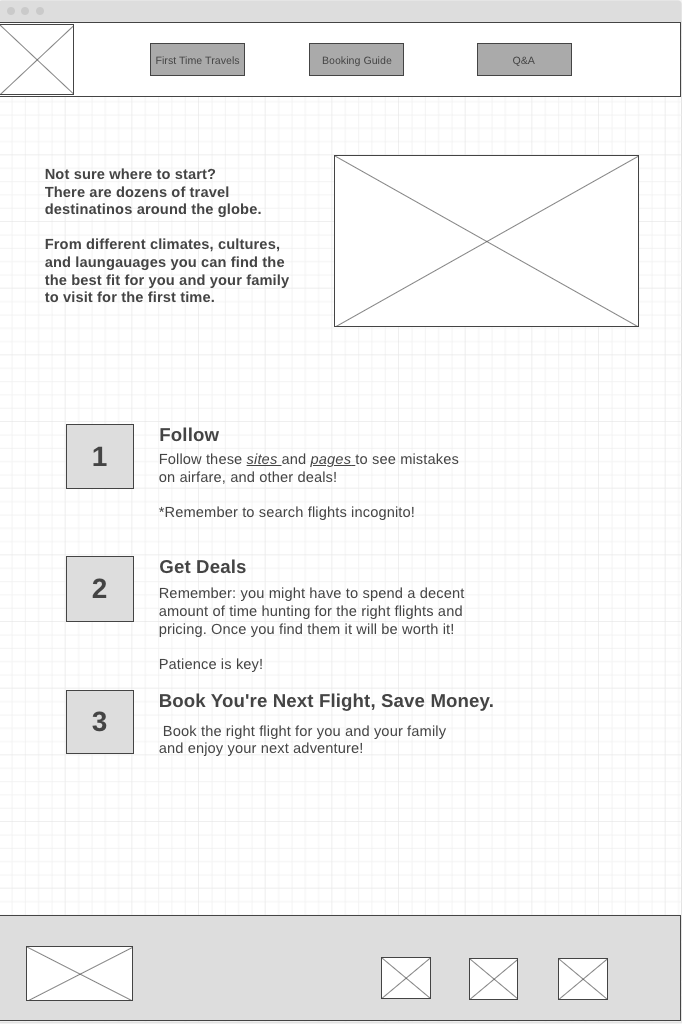 First Time Travels
Booking Guide
Q&A
Not sure where to start?
There are dozens of travel
destinatinos around the globe.
From different climates, cultures,
and laungauages you can find the
the best fit for you and your family
to visit for the first time.
1
Follow
Follow these sites and pages to see mistakes
on airfare, and other deals!
*Remember to search flights incognito!
2
Get Deals
Remember: you might have to spend a decent
amount of time hunting for the right flights and
pricing. Once you find them it will be worth it!
Patience is key!
3
Book You're Next Flight, Save Money.
Book the right flight for you and your family
and enjoy your next adventure!